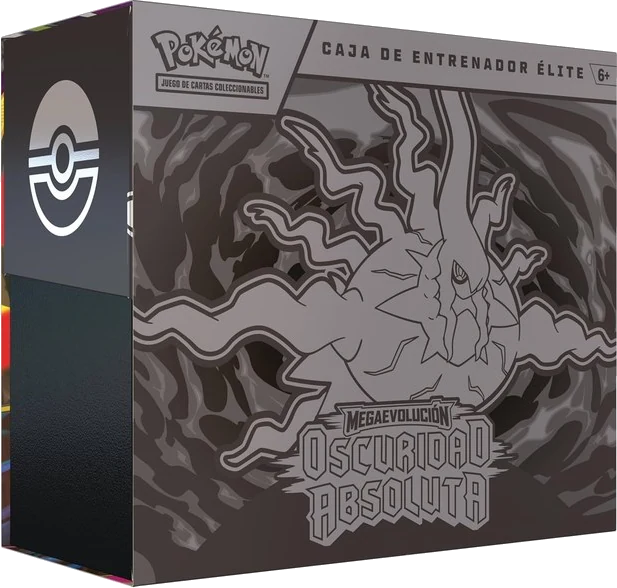 Pokémon
JUEGO DE CARTAS COLECCIONABLES
CAJA DE ENTRENADOR ÉLITE
6+
MEGAEVOLUCIÓN
OSCURIDAD
ABSOLUTA